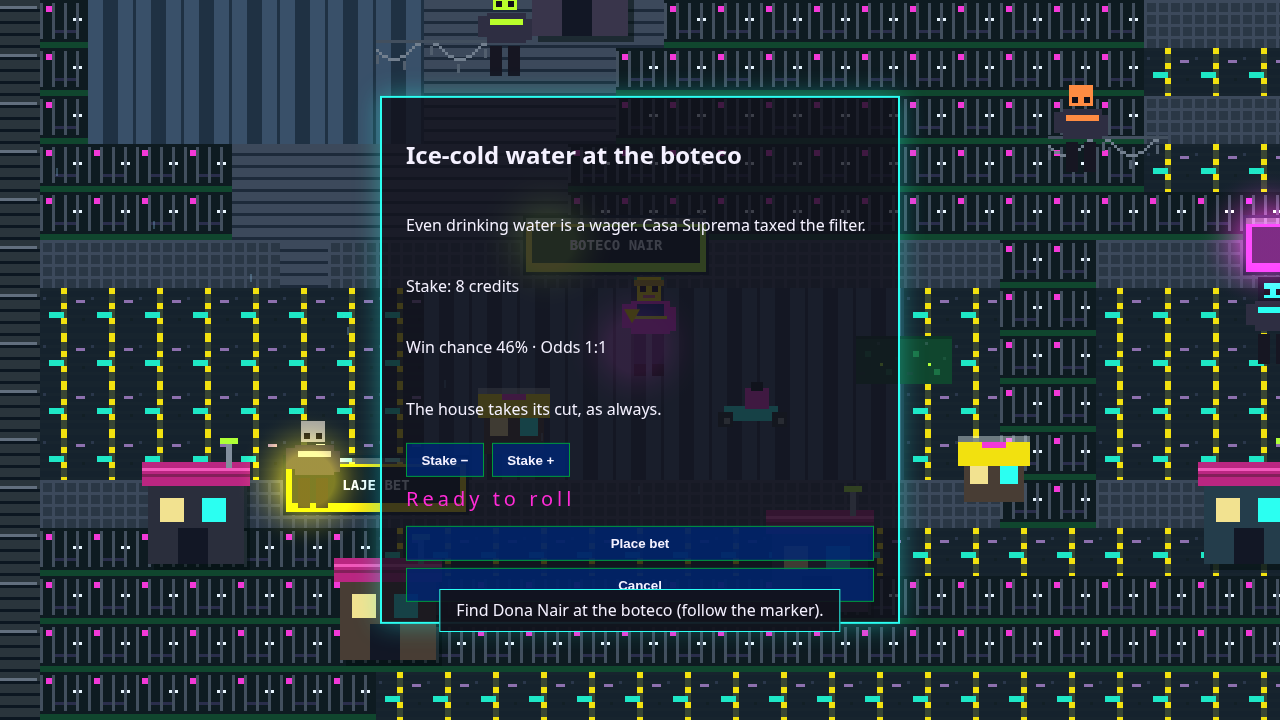 Ice-cold water at the boteco
Even drinking water is a wager. Casa Suprema taxed the filter.
BOTECO NAIR
Stake: 8 credits
Win chance 46% · Odds 1:1
The house takes its cut, as always.
Stake − Stake +
LAJE BET
Ready to roll
Place bet
Cancel
Find Dona Nair at the boteco (follow the marker).